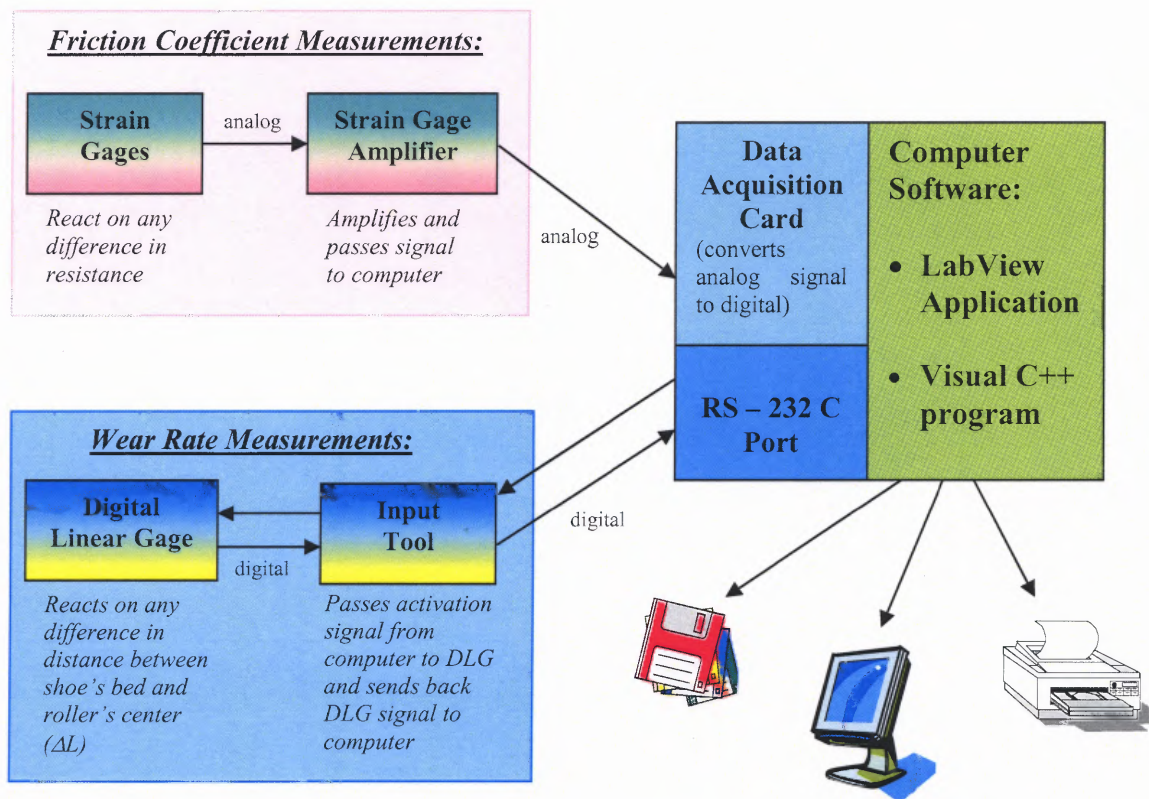 Friction Coefficient Measurements:
Strain
Gages
analog
Strain Gage
Amplifier
React on any
difference in
resistance
Amplifies and
passes signal
to computer
analog
Data
Acquisition
Card
(converts
analog signal
to digital)
Computer
Software:
• LabView
Application
• Visual C++
program
RS – 232 C
Port
Wear Rate Measurements:
Digital
Linear Gage
digital
Input
Tool
digital
Reacts on any
difference in
distance between
shoe's bed and
roller's center
(ΔL)
Passes activation
signal from
computer to DLG
and sends back
DLG signal to
computer